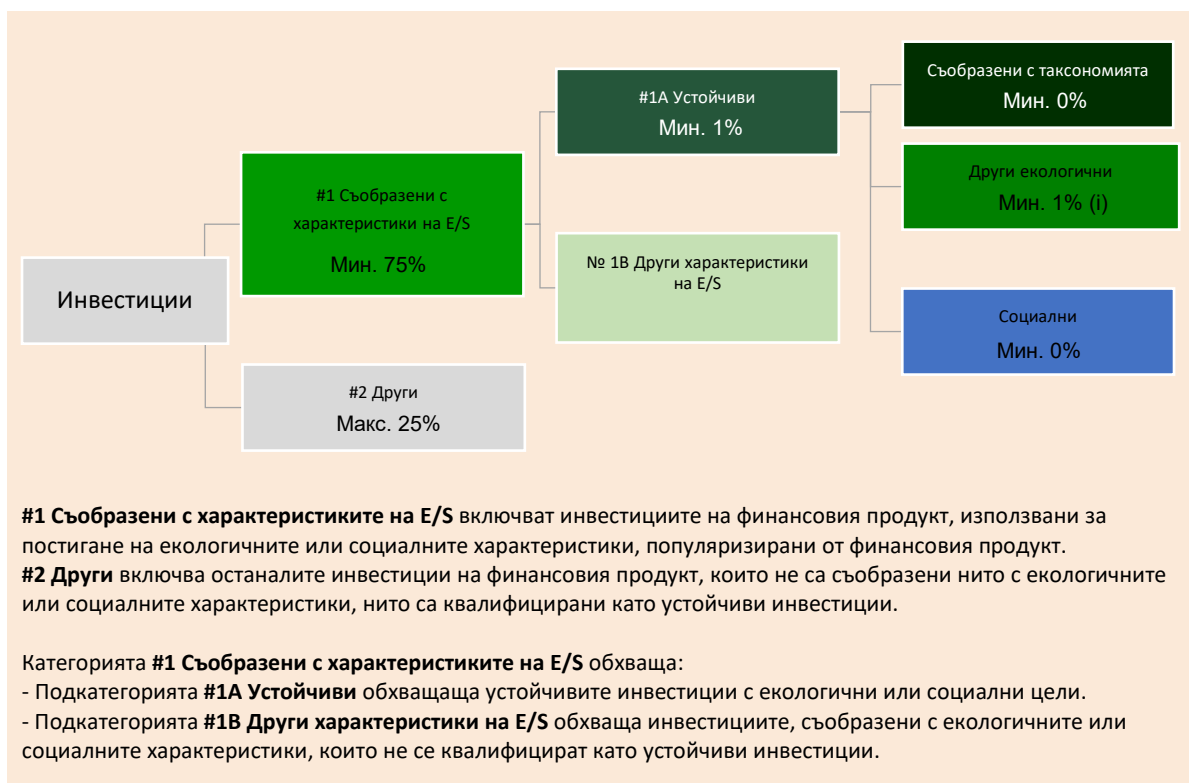 Съобразени с таксономията
Мин. 0%
#1A Устойчиви
Мин. 1%
Други екологични
Мин. 1% (i)
#1 Съобразени с
характеристики на E/S
Мин. 75%
№ 1B Други характеристики
на E/S
Инвестиции
Социални
Мин. 0%
#2 Други
Макс. 25%
#1 Съобразени с характеристиките на E/S включват инвестициите на финансовия продукт, използвани за
постигане на екологичните или социалните характеристики, популяризирани от финансовия продукт.
#2 Други включва останалите инвестиции на финансовия продукт, които не са съобразени нито с екологичните
или социалните характеристики, нито са квалифицирани като устойчиви инвестиции.
Категорията #1 Съобразени с характеристиките на E/S обхваща:
- Подкатегорията #1A Устойчиви обхващаща устойчивите инвестиции с екологични или социални цели.
- Подкатегорията #1B Други характеристики на E/S обхваща инвестициите, съобразени с екологичните или
социалните характеристики, които не се квалифицират като устойчиви инвестиции.